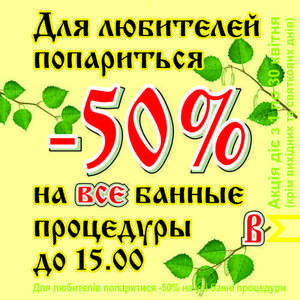 Для любителей
попариться
-50%
на все банные
процедуры
до 15.00
В
Для любителів попаритися -50% на всі банні процедури
Акція діє з по 30 квітня
(крім вихідних та святкових днів)